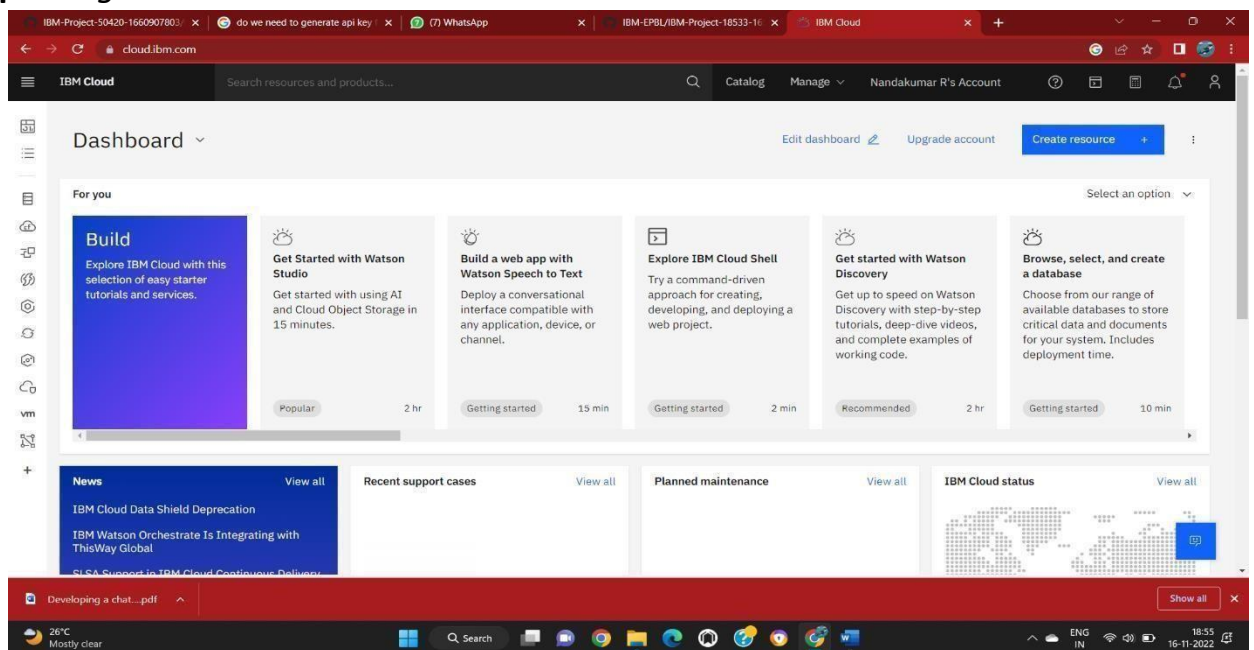 IBM-Project-50420-1660907803/
do we need to generate api key
(7) WhatsApp
IBM-EPBL/IBM-Project-18533-16
IBM Cloud
cloud.ibm.com
IBM Cloud
Search resources and products...
Catalog
Manage
Nandakumar R's Account
Dashboard
Edit dashboard
Upgrade account
Create resource +
For you
Select an option
Build
Explore IBM Cloud with this
selection of easy starter
tutorials and services.
Get Started with Watson
Studio
Get started with using AI
and Cloud Object Storage in
15 minutes.
Popular 2 hr
Build a web app with
Watson Speech to Text
Deploy a conversational
interface compatible with
any application, device, or
channel.
Getting started 15 min
Explore IBM Cloud Shell
Try a command-driven
approach for creating,
developing, and deploying a
web project.
Getting started 2 min
Get started with Watson
Discovery
Get up to speed on Watson
Discovery with step-by-step
tutorials, deep-dive videos,
and complete examples of
working code.
Recommended 2 hr
Browse, select, and create
a database
Choose from our range of
available databases to store
critical data and documents
for your system. Includes
deployment time.
Getting started 10 min
vm
News View all
IBM Cloud Data Shield Deprecation
IBM Watson Orchestrate Is Integrating with
ThisWay Global
SLSA Support in IBM Cloud Continuous Delivery
Recent support cases View all
Planned maintenance View all
IBM Cloud status View all
Developing a chat....pdf
Show all
26°C
Mostly clear
Search
ENG
IN
18:55
16-11-2022